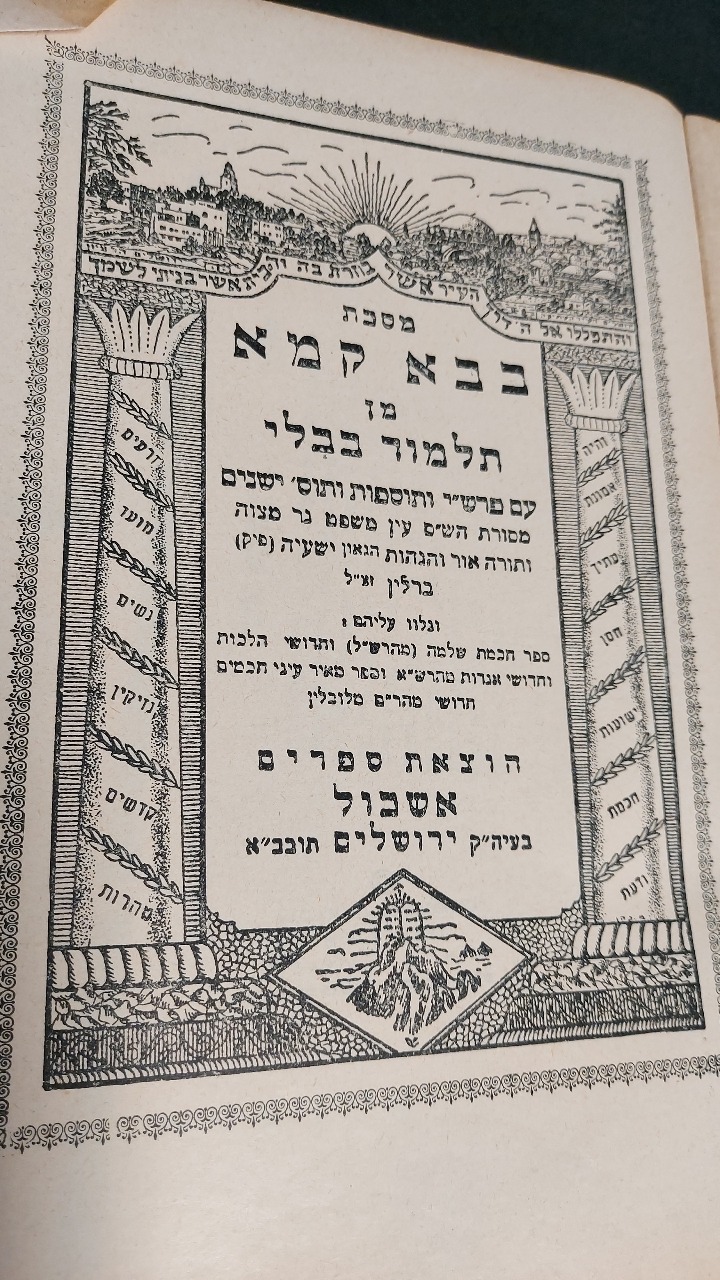 והתפללו אל ה׳ דרך העיר אשר בחרת בה והבית אשר בניתי לשמך
מסכת
בבא קמא
מן
תלמוד בבלי
עם פרש״י ותוספות ותוס׳ ישנים
מסורת הש״ס עין משפט נר מצוה
ותורה אור והגהות הגאון ישעיה (פיק)
ברלין זצ״ל
ונלוו עליהם:
ספר חכמת שלמה (מהרש״ל) וחדושי הלכות
וחדושי אגדות מהרש״א וספר מאיר עיני חכמים
חדושי מהר״ם מלובלין
הוצאת ספרים
אשכול
בעיה״ק ירושלים תובב״א
והיה
אמונת
עתיך
חסן
ישועות
חכמת
ודעת
זרעים
מועד
נשים
נזיקין
קדשים
טהרות